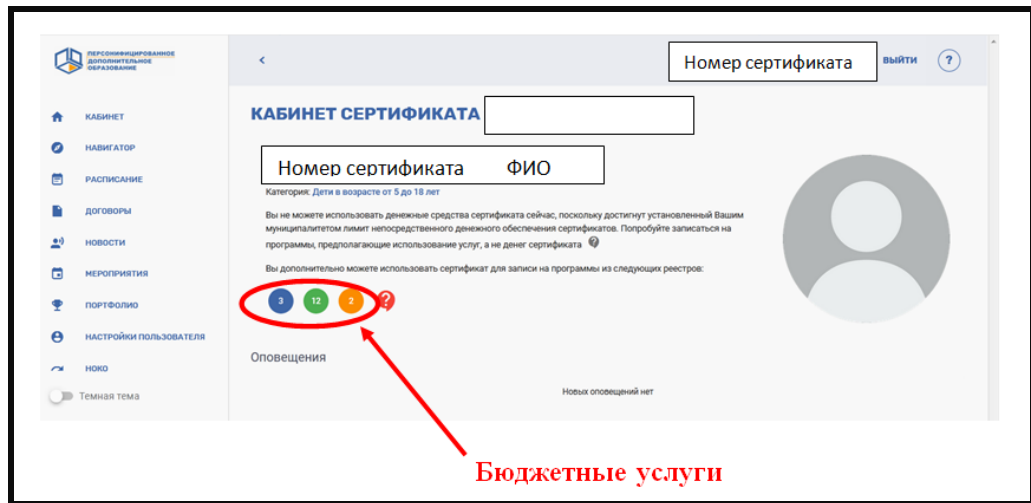 ПЕРСОНИФИЦИРОВАННОЕ
ДОПОЛНИТЕЛЬНОЕ
ОБРАЗОВАНИЕ
<
Номер сертификата
ВЫЙТИ
?
КАБИНЕТ
НАВИГАТОР
РАСПИСАНИЕ
ДОГОВОРЫ
НОВОСТИ
МЕРОПРИЯТИЯ
ПОРТФОЛИО
НАСТРОЙКИ ПОЛЬЗОВАТЕЛЯ
НОКО
Темная тема
КАБИНЕТ СЕРТИФИКАТА
Номер сертификата ФИО
Категория: Дети в возрасте от 5 до 18 лет
Вы не можете использовать денежные средства сертификата сейчас, поскольку достигнут установленный Вашим
муниципалитетом лимит непосредственного денежного обеспечения сертификатов. Попробуйте записаться на
программы, предполагающие использование услуг, а не денег сертификата ?
Вы дополнительно можете использовать сертификат для записи на программы из следующих реестров:
3 12 2 ?
Оповещения
Новых оповещений нет
Бюджетные услуги